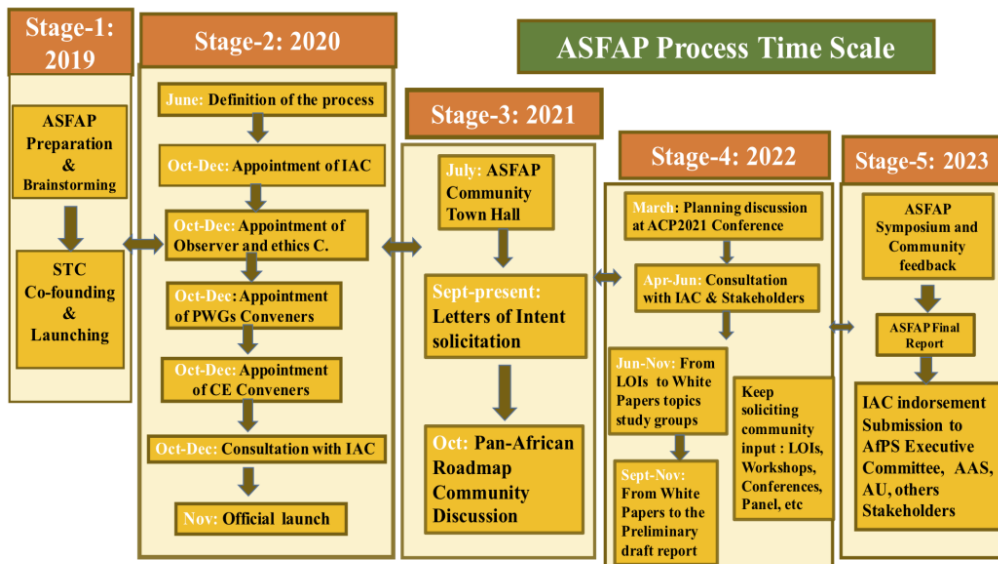 Stage-1:
2019
ASFAP
Preparation
&
Brainstorming
STC
Co-founding
&
Launching
Stage-2: 2020
June: Definition of the process
Oct-Dec: Appointment of IAC
Oct-Dec: Appointment of
Observer and ethics C.
Oct-Dec: Appointment
of PWGs Conveners
Oct-Dec: Appointment
of CE Conveners
Oct-Dec: Consultation with IAC
Nov: Official launch
ASFAP Process Time Scale
Stage-3: 2021
July: ASFAP
Community
Town Hall
Sept-present:
Letters of Intent
solicitation
Oct: Pan-African
Roadmap
Community
Discussion
Stage-4: 2022
March: Planning discussion
at ACP2021 Conference
Apr-Jun: Consultation
with IAC & Stakeholders
Jun-Nov: From
LOIs to White
Papers topics
study groups
Sept-Nov:
From White
Papers to the
Preliminary
draft report
Keep
soliciting
community
input : LOIs,
Workshops,
Conferences,
Panel, etc
Stage-5: 2023
ASFAP
Symposium and
Community
feedback
ASFAP Final
Report
IAC indorsement
Submission to
AfPS Executive
Committee, AAS,
AU, others
Stakeholders